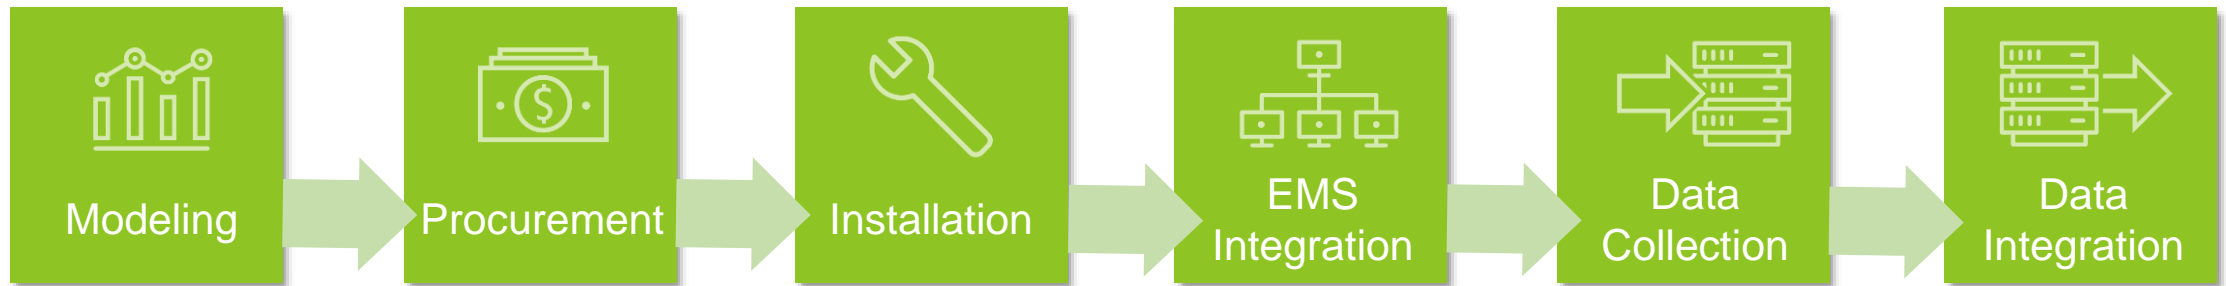 Modeling
Procurement
Installation
EMS
Integration
Data
Collection
Data
Integration